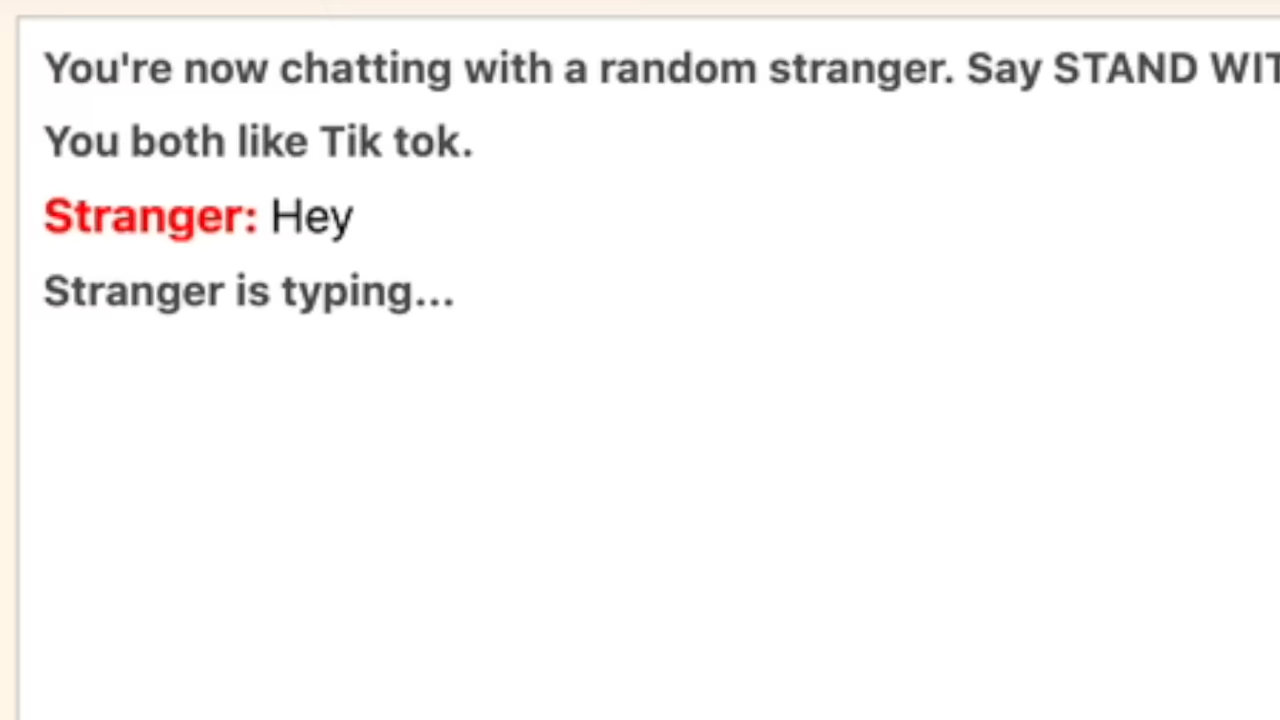 You're now chatting with a random stranger. Say STAND
You both like Tik tok.
Stranger: Hey
Stranger is typing...